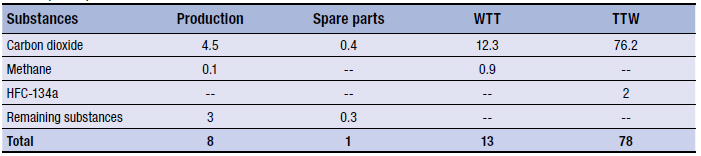 Substances Production Spare parts WTT TTW
Carbon dioxide 4.5 0.4 12.3 76.2
Methane 0.1 -- 0.9 --
HFC-134a -- -- -- 2
Remaining substances 3 0.3 -- --
Total 8 1 13 78